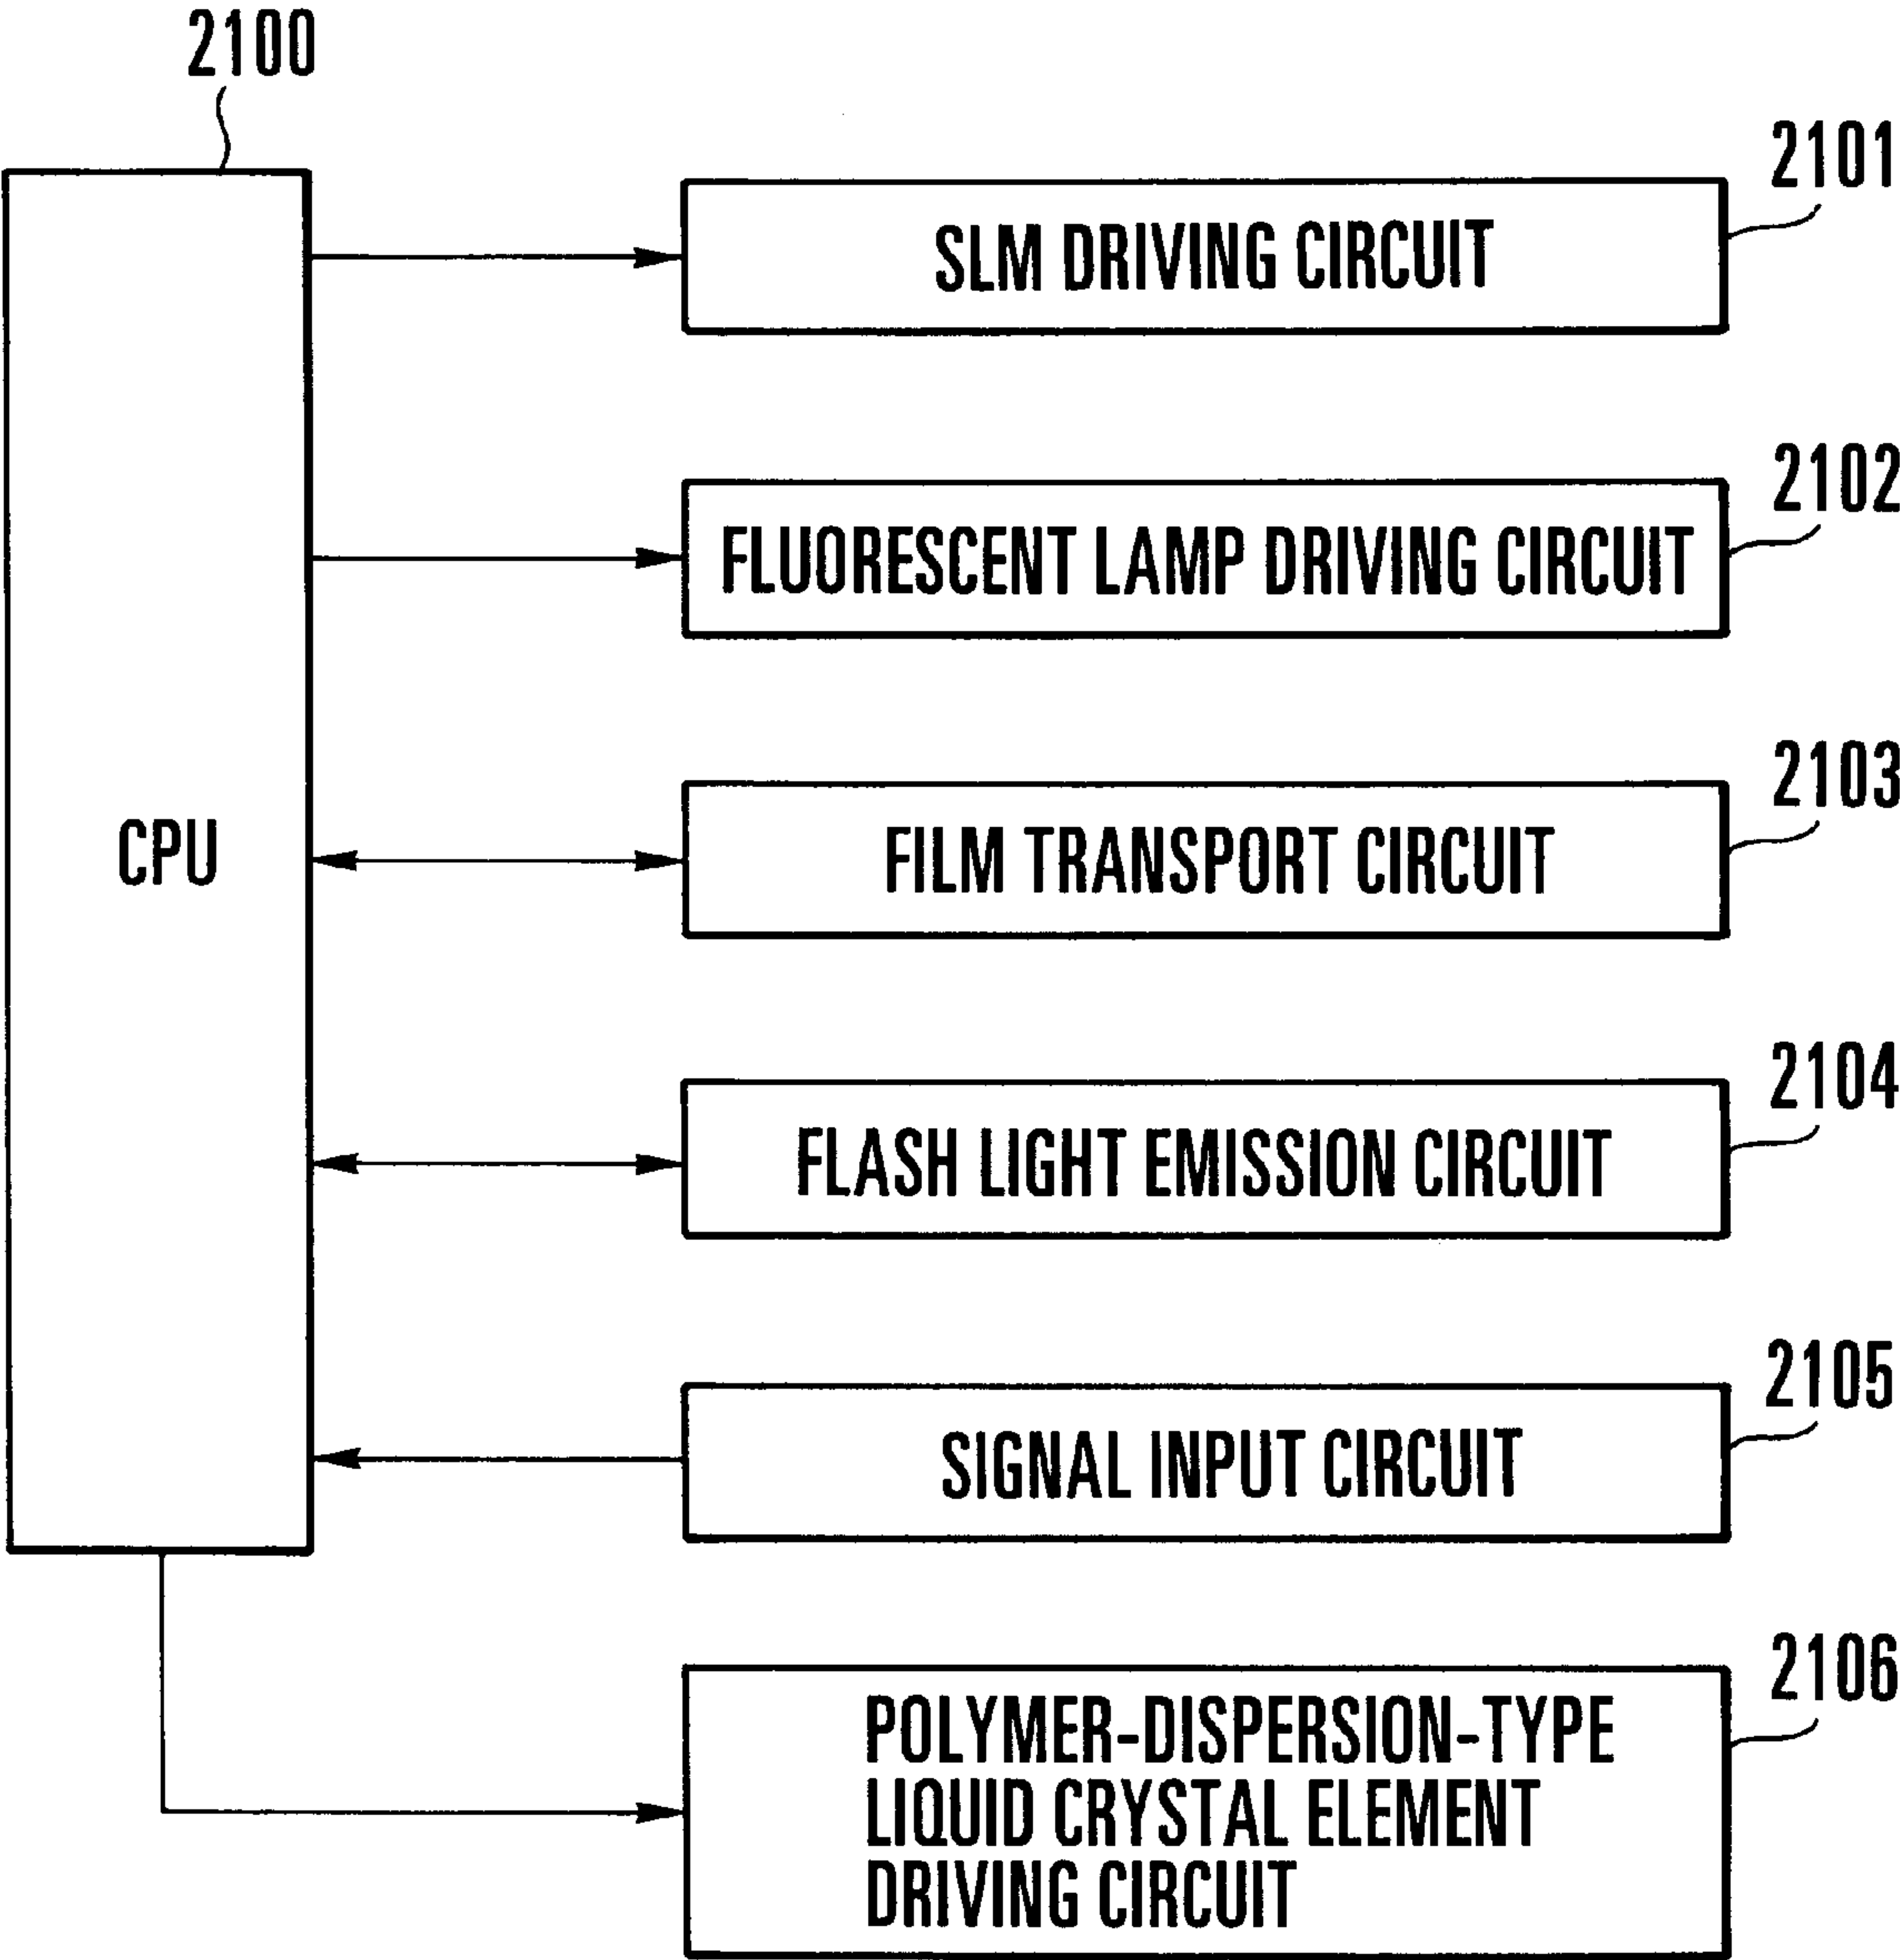 2100
2101
SLM DRIVING CIRCUIT
2102
FLUORESCENT LAMP DRIVING CIRCUIT
2103
CPU
FILM TRANSPORT CIRCUIT
2104
FLASH LIGHT EMISSION CIRCUIT
2105
SIGNAL INPUT CIRCUIT
2106
POLYMER-DISPERSION-TYPE
LIQUID CRYSTAL ELEMENT
DRIVING CIRCUIT